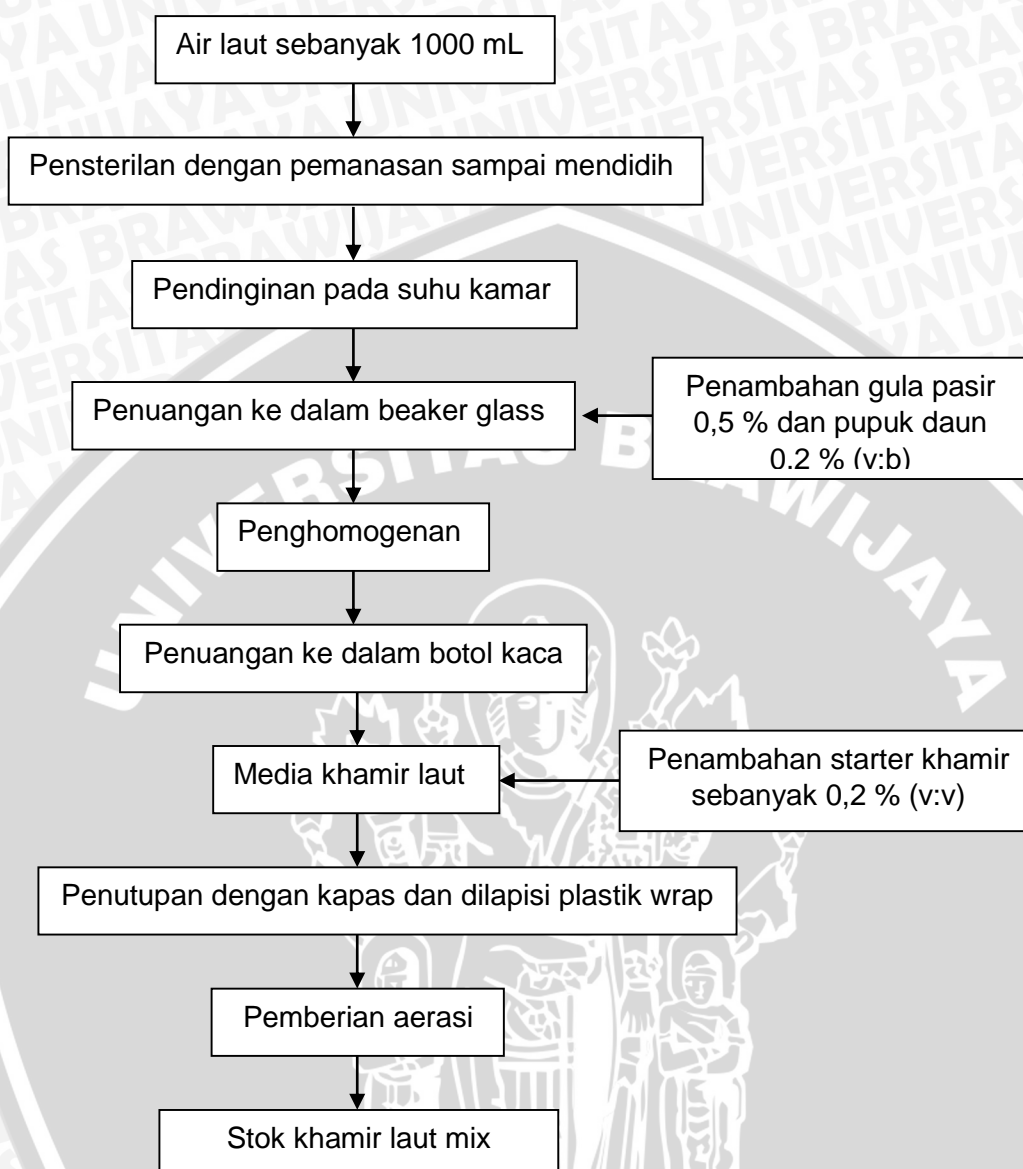 Air laut sebanyak 1000 mL
Pensterilan dengan pemanasan sampai mendidih
Pendinginan pada suhu kamar
Penuangan ke dalam beaker glass
Penambahan gula pasir
0,5 % dan pupuk daun
0.2 % (v:b)
Penghomogenan
Penuangan ke dalam botol kaca
Media khamir laut
Penambahan starter khamir
sebanyak 0,2 % (v:v)
Penutupan dengan kapas dan dilapisi plastik wrap
Pemberian aerasi
Stok khamir laut mix
UNIVERSITAS BRAWIJAYA